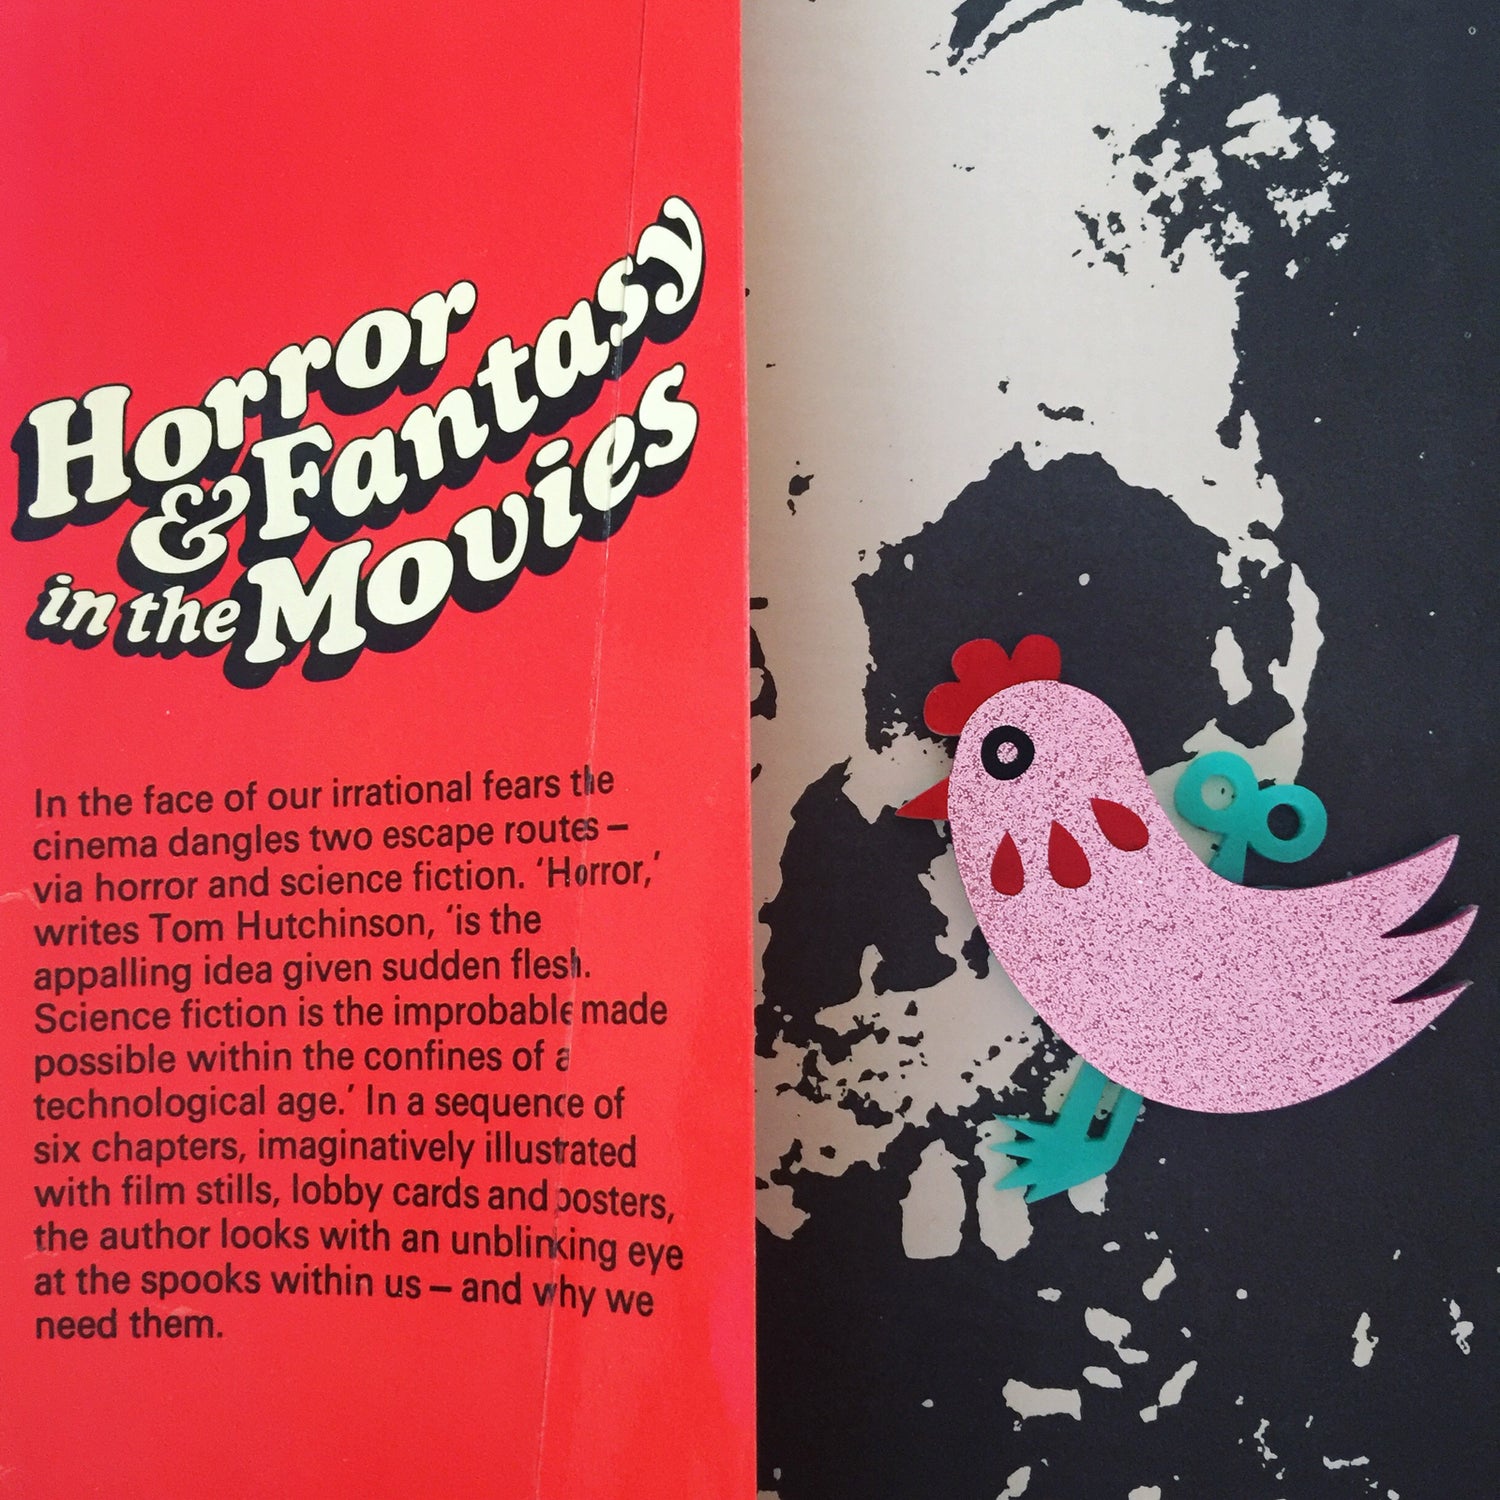 Horror
& Fantasy
in the Movies
In the face of our irrational fears the
cinema dangles two escape routes –
via horror and science fiction. ‘Horror,’
writes Tom Hutchinson, ‘is the
appalling idea given sudden flesh.
Science fiction is the improbable made
possible within the confines of a
technological age.’ In a sequence of
six chapters, imaginatively illustrated
with film stills, lobby cards and posters,
the author looks with an unblinking eye
at the spooks within us – and why we
need them.